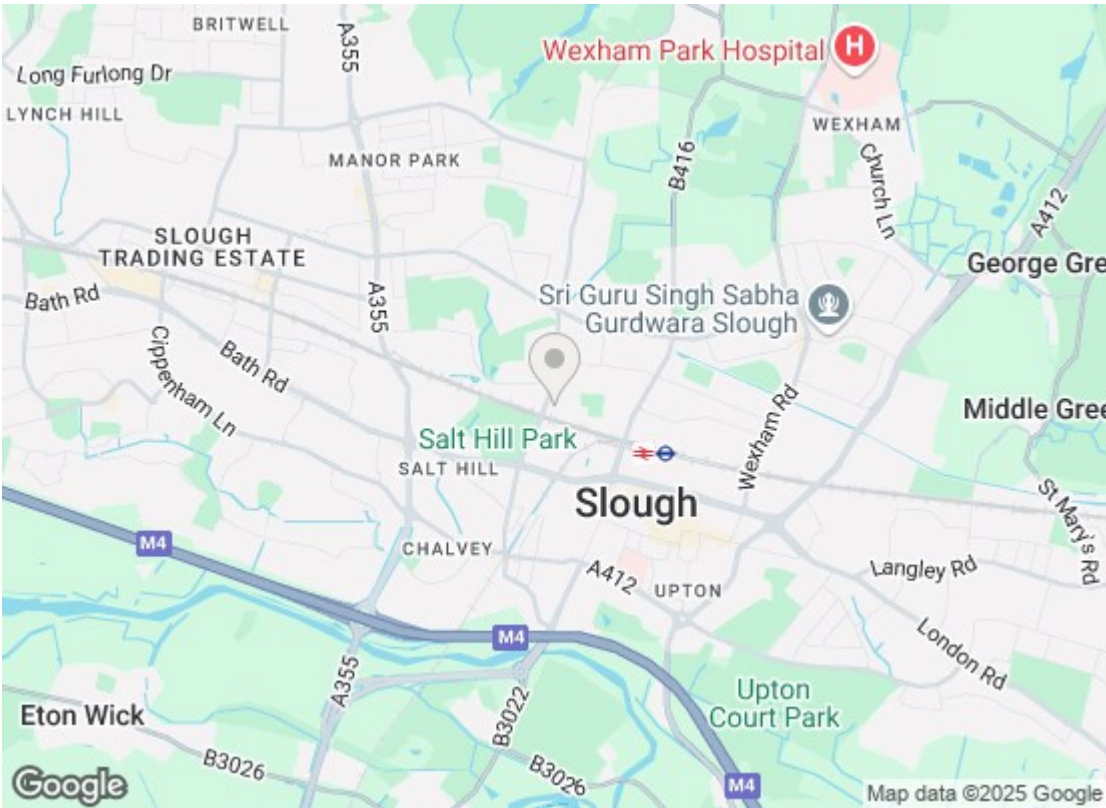 BRITWELL
A355
Wexham Park Hospital
H
Long Furlong Dr
LYNCH HILL
WEXHAM
MANOR PARK
B416
Church Ln
A412
SLOUGH
TRADING ESTATE
George Gre
Bath Rd
A355
Sri Guru Singh Sabha
Gurdwara Slough
Cippenham Ln
Bath Rd
Middle Gree
Wexham Rd
Salt Hill Park
SALT HILL
Slough
St Mary's Rd
M4
CHALVEY
A412
UPTON
Langley Rd
M4
London Rd
A355
B3022
Upton
Court Park
Eton Wick
B3026
B3026
M4
Google
Map data ©2025 Google